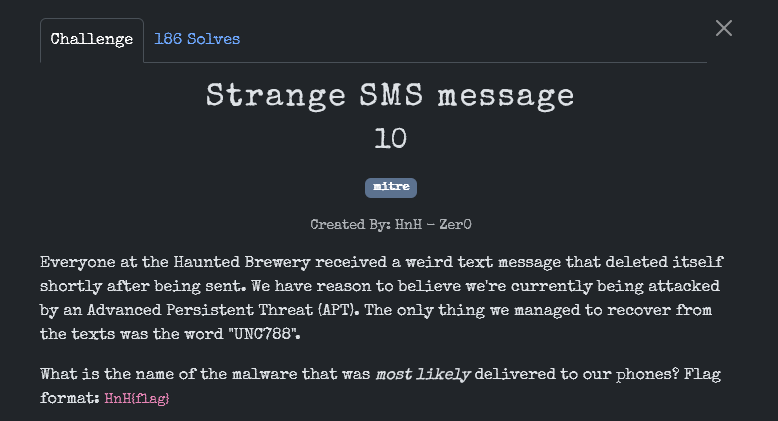 Challenge
186 Solves
Strange SMS message
10
mitre
Created By: HnH - Zer0
Everyone at the Haunted Brewery received a weird text message that deleted itself
shortly after being sent. We have reason to believe we're currently being attacked
by an Advanced Persistent Threat (APT). The only thing we managed to recover from
the texts was the word "UNC788".
What is the name of the malware that was most likely delivered to our phones? Flag
format: HnH{flag}